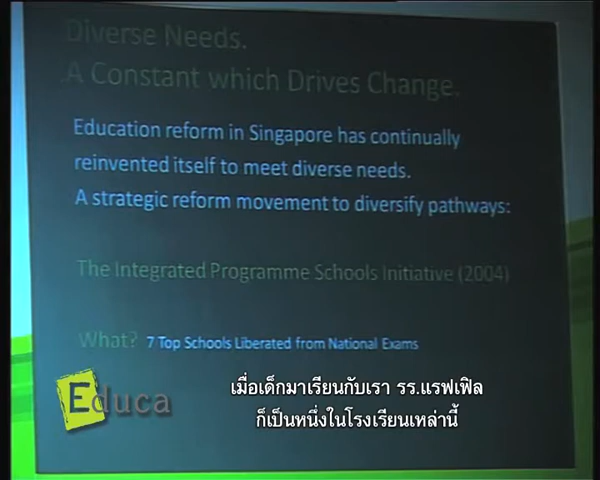 Diverse Needs.
A Constant which Drives Change.
Education reform in Singapore has continually
reinvented itself to meet diverse needs.
A strategic reform movement to diversify pathways:
The Integrated Programme Schools Initiative (2004)
What? 7 Top Schools Liberated from National Exams
Educa
เมื่อเด็กมาเรียนกับเรา รร.แรฟเฟิล
ก็เป็นหนึ่งในโรงเรียนเหล่านี้